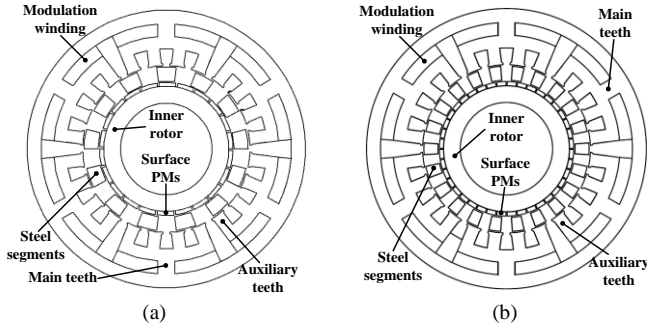 Modulation
winding
Inner
rotor
Surface
PMs
Steel
segments
Main teeth
Auxiliary
teeth
(a)
Modulation
winding
Main
teeth
Inner
rotor
Surface
PMs
Steel
segments
Auxiliary
teeth
(b)